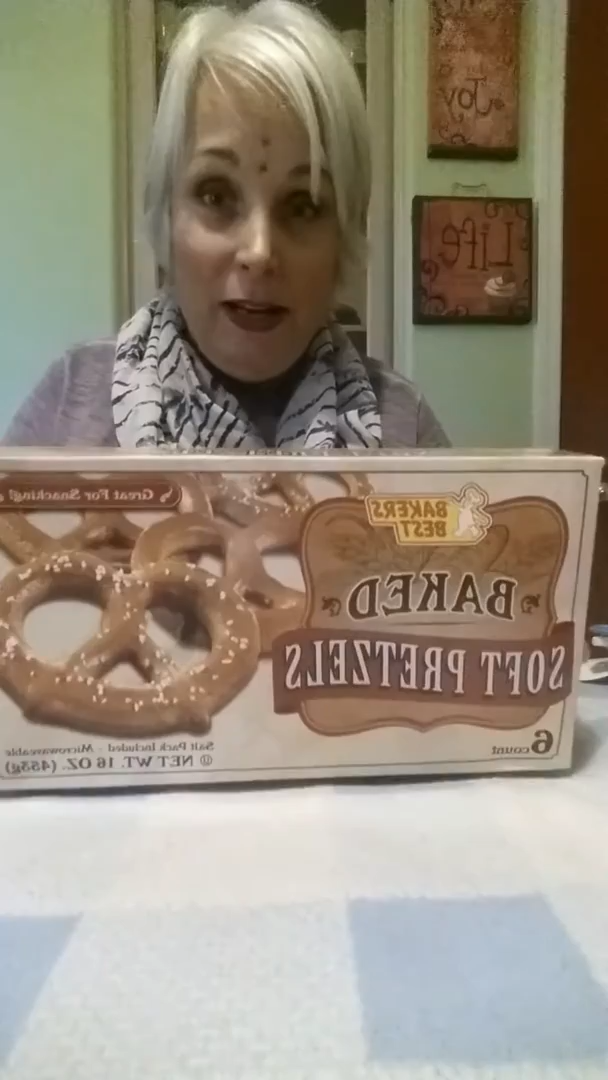 Joy
Life
Great For Snacking!
BAKERS
BEST
BAKED
SOFT PRETZELS
6 count
Salt Pack Included - Microwaveable
NET WT. 16 OZ. (453g)